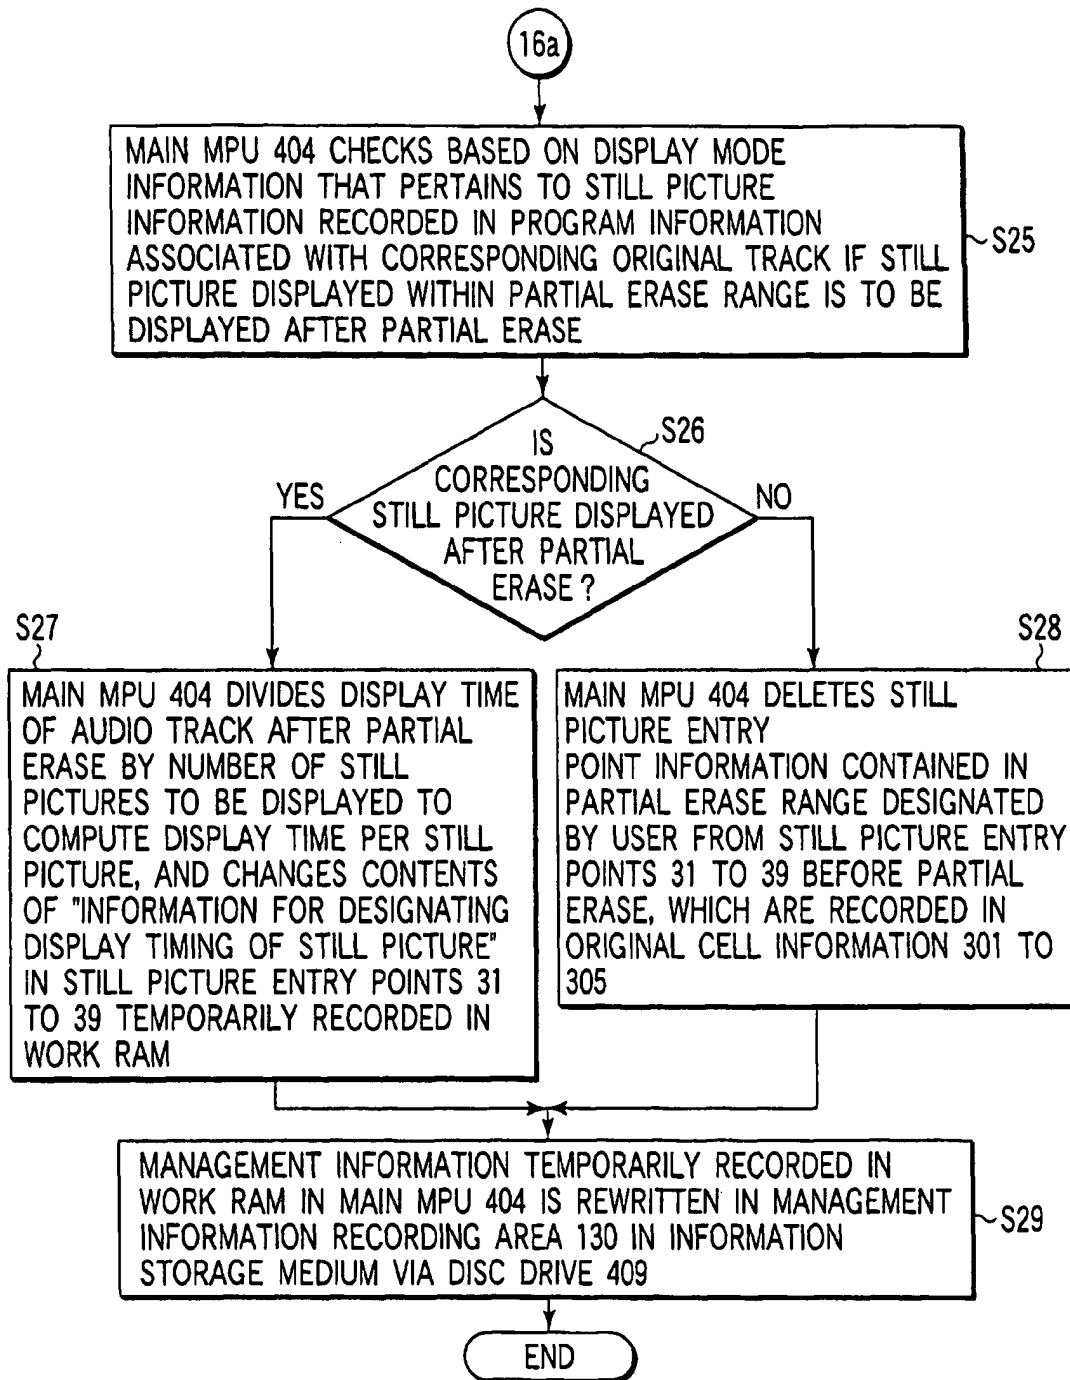 16a
MAIN MPU 404 CHECKS BASED ON DISPLAY MODE
INFORMATION THAT PERTAINS TO STILL PICTURE
INFORMATION RECORDED IN PROGRAM INFORMATION
ASSOCIATED WITH CORRESPONDING ORIGINAL TRACK IF STILL
PICTURE DISPLAYED WITHIN PARTIAL ERASE RANGE IS TO BE
DISPLAYED AFTER PARTIAL ERASE
S25
S26
IS
CORRESPONDING
STILL PICTURE DISPLAYED
AFTER PARTIAL
ERASE?
YES
NO
S27
MAIN MPU 404 DIVIDES DISPLAY TIME
OF AUDIO TRACK AFTER PARTIAL
ERASE BY NUMBER OF STILL
PICTURES TO BE DISPLAYED TO
COMPUTE DISPLAY TIME PER STILL
PICTURE, AND CHANGES CONTENTS
OF "INFORMATION FOR DESIGNATING
DISPLAY TIMING OF STILL PICTURE"
IN STILL PICTURE ENTRY POINTS 31
TO 39 TEMPORARILY RECORDED IN
WORK RAM
S28
MAIN MPU 404 DELETES STILL
PICTURE ENTRY
POINT INFORMATION CONTAINED IN
PARTIAL ERASE RANGE DESIGNATED
BY USER FROM STILL PICTURE ENTRY
POINTS 31 TO 39 BEFORE PARTIAL
ERASE, WHICH ARE RECORDED IN
ORIGINAL CELL INFORMATION 301 TO
305
MANAGEMENT INFORMATION TEMPORARILY RECORDED IN
WORK RAM IN MAIN MPU 404 IS REWRITTEN IN MANAGEMENT
INFORMATION RECORDING AREA 130 IN INFORMATION
STORAGE MEDIUM VIA DISC DRIVE 409
S29
END